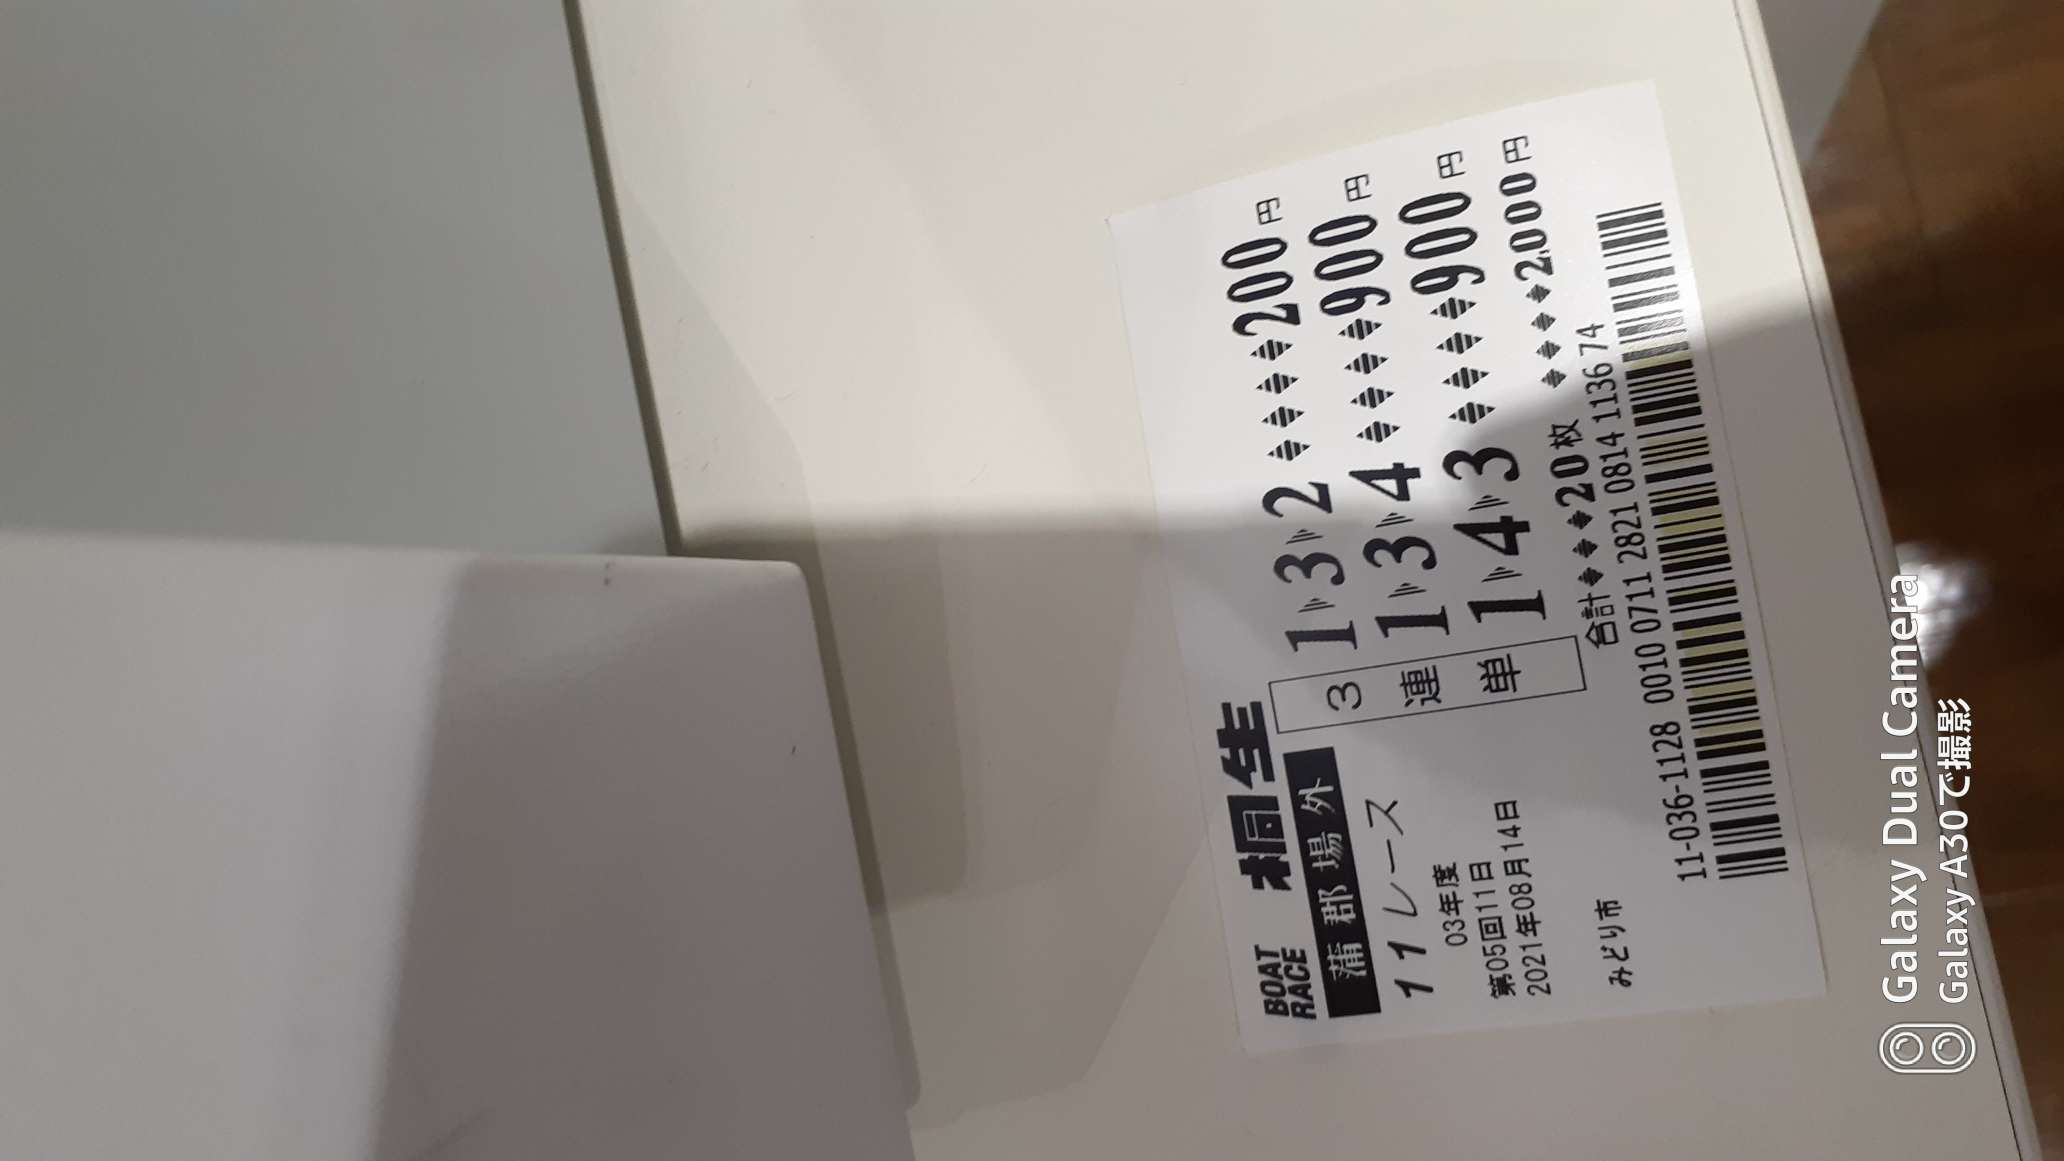 BOAT RACE 桐生
蒲郡場外
11レース
03年度
第05回11日
2021年08月14日
みどり市
3連単
1▶3▶2 ◆◆◆◆200円
1▶3▶4 ◆◆◆◆900円
1▶4▶3 ◆◆◆◆900円
合計◆◆◆◆20枚 ◆◆◆◆2,000円
11-036-1128 0010 0711 2821 0814 1136 74
Galaxy Dual Camera
Galaxy A30で撮影